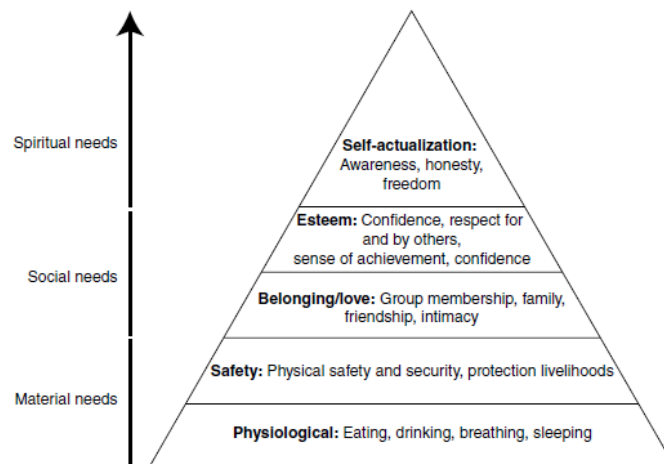 Spiritual needs
Self-actualization:
Awareness, honesty,
freedom
Social needs
Esteem: Confidence, respect for
and by others,
sense of achievement, confidence
Belonging/love: Group membership, family,
friendship, intimacy
Material needs
Safety: Physical safety and security, protection livelihoods
Physiological: Eating, drinking, breathing, sleeping